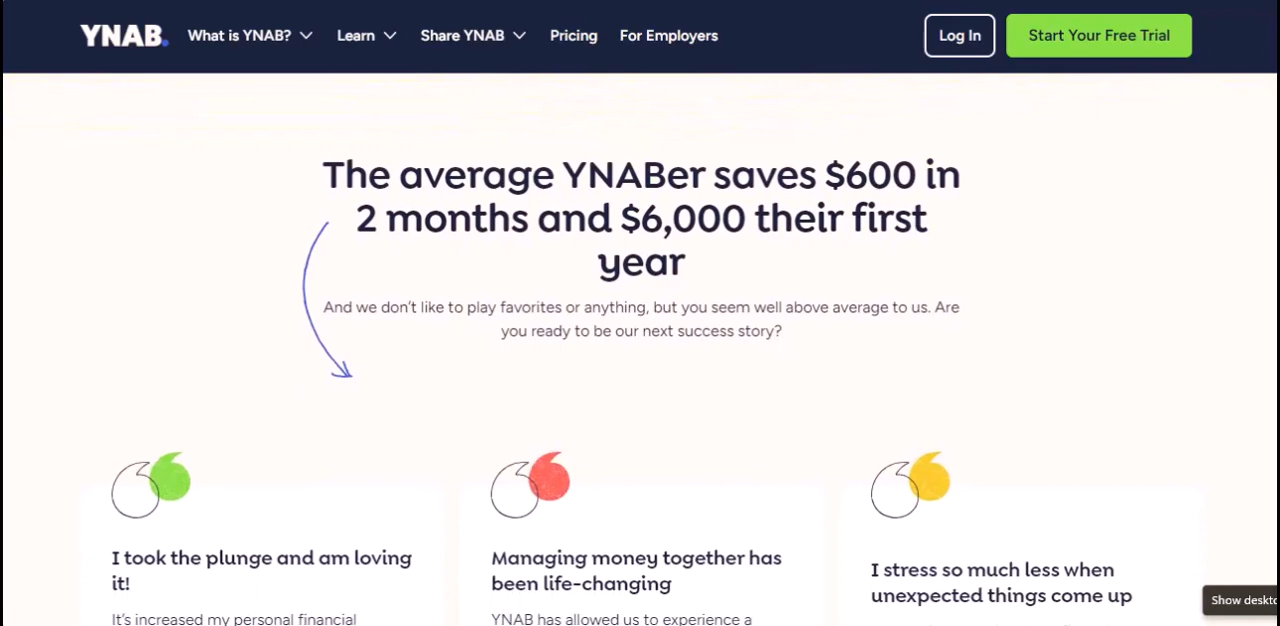 YNAB. What is YNAB? Learn Share YNAB Pricing For Employers Log In Start Your Free Trial
The average YNABer saves $600 in
2 months and $6,000 their first
year
And we don’t like to play favorites or anything, but you seem well above average to us. Are
you ready to be our next success story?
I took the plunge and am loving
it!
It’s increased my personal financial
Managing money together has
been life-changing
YNAB has allowed us to experience a
I stress so much less when
unexpected things come up
Show deskto